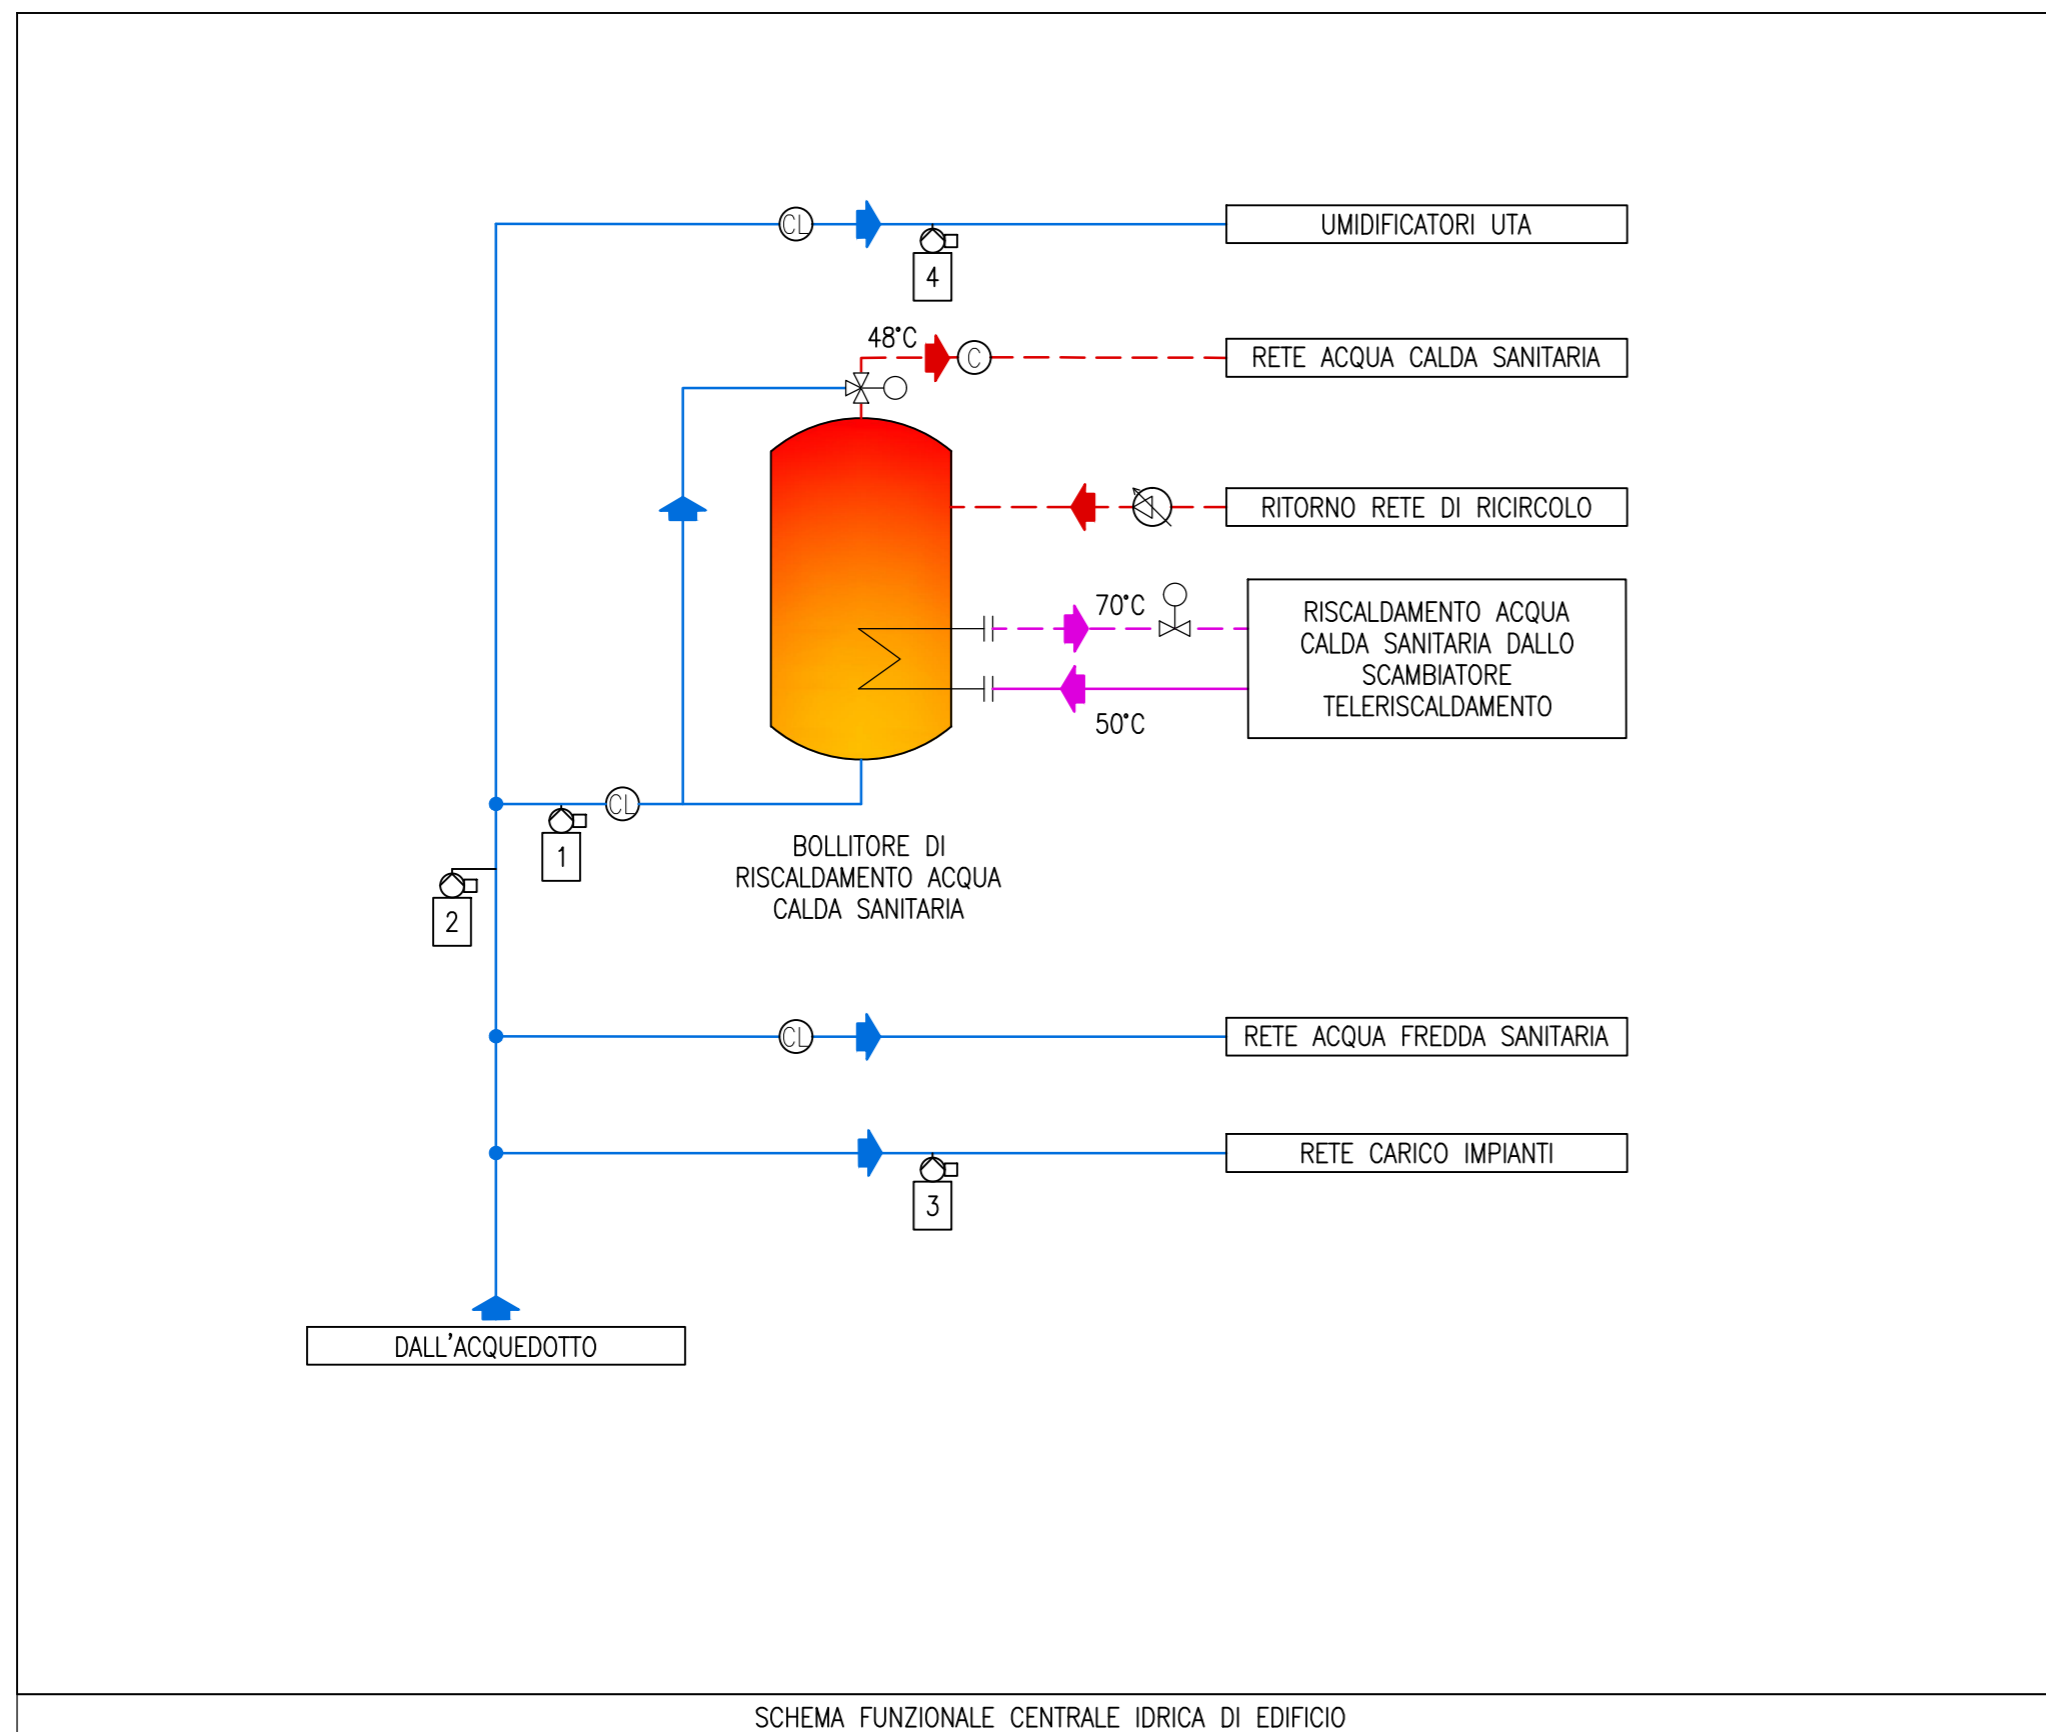 CL
UMIDIFICATORI UTA
4
48°C
C
RETE ACQUA CALDA SANITARIA
RITORNO RETE DI RICIRCOLO
70°C
RISCALDAMENTO ACQUA
CALDA SANITARIA DALLO
SCAMBIATORE
TELERISCALDAMENTO
50°C
CL
1
BOLLITORE DI
RISCALDAMENTO ACQUA
CALDA SANITARIA
2
CL
RETE ACQUA FREDDA SANITARIA
RETE CARICO IMPIANTI
3
DALL'ACQUEDOTTO
SCHEMA FUNZIONALE CENTRALE IDRICA DI EDIFICIO